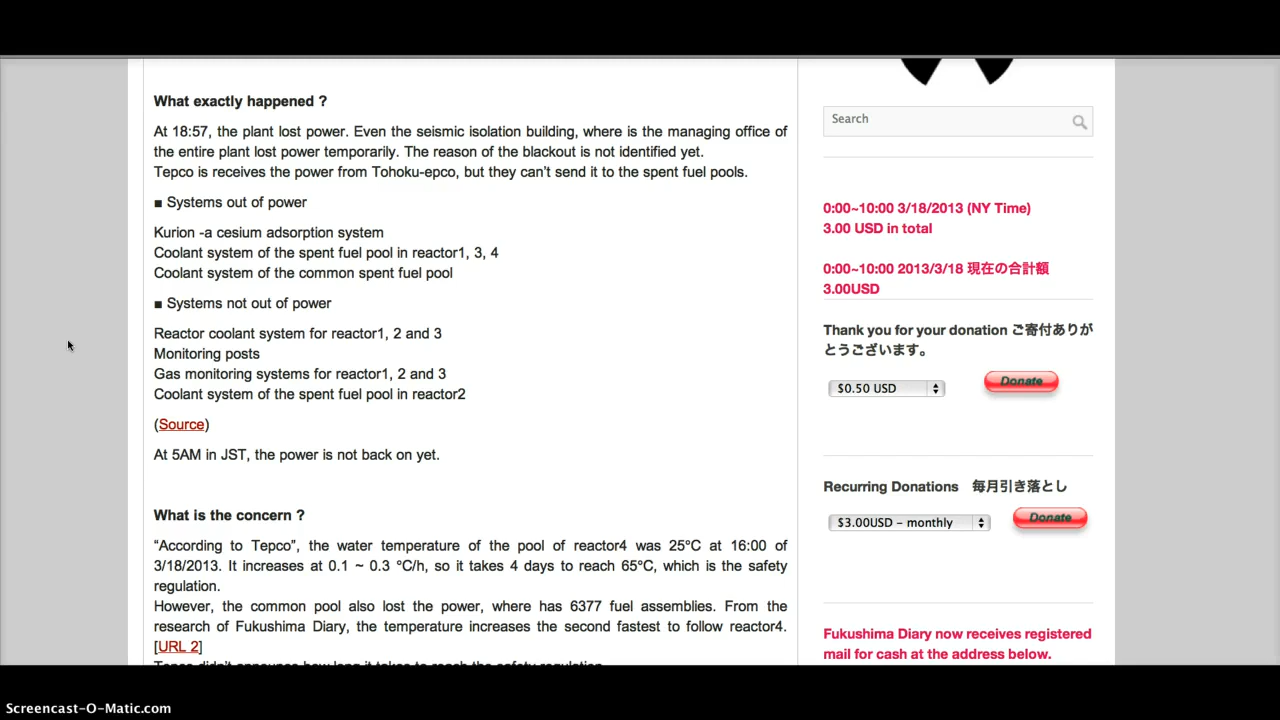 What exactly happened ?
At 18:57, the plant lost power. Even the seismic isolation building, where is the managing office of
the entire plant lost power temporarily. The reason of the blackout is not identified yet.
Tepco is receives the power from Tohoku-epco, but they can't send it to the spent fuel pools.
■ Systems out of power
Kurion -a cesium adsorption system
Coolant system of the spent fuel pool in reactor1, 3, 4
Coolant system of the common spent fuel pool
■ Systems not out of power
Reactor coolant system for reactor1, 2 and 3
Monitoring posts
Gas monitoring systems for reactor1, 2 and 3
Coolant system of the spent fuel pool in reactor2
(Source)
At 5AM in JST, the power is not back on yet.
What is the concern ?
“According to Tepco”, the water temperature of the pool of reactor4 was 25°C at 16:00 of
3/18/2013. It increases at 0.1 ~ 0.3 °C/h, so it takes 4 days to reach 65°C, which is the safety
regulation.
However, the common pool also lost the power, where has 6377 fuel assemblies. From the
research of Fukushima Diary, the temperature increases the second fastest to follow reactor4.
[URL 2]
Tepco didn't announce how long it takes to reach the safety regulation.
Search
0:00~10:00 3/18/2013 (NY Time)
3.00 USD in total
0:00~10:00 2013/3/18 現在の合計額
3.00USD
Thank you for your donation ご寄付ありが
とうございます。
$0.50 USD
Donate
Recurring Donations 毎月引き落とし
$3.00USD – monthly
Donate
Fukushima Diary now receives registered
mail for cash at the address below.
Screencast-O-Matic.com